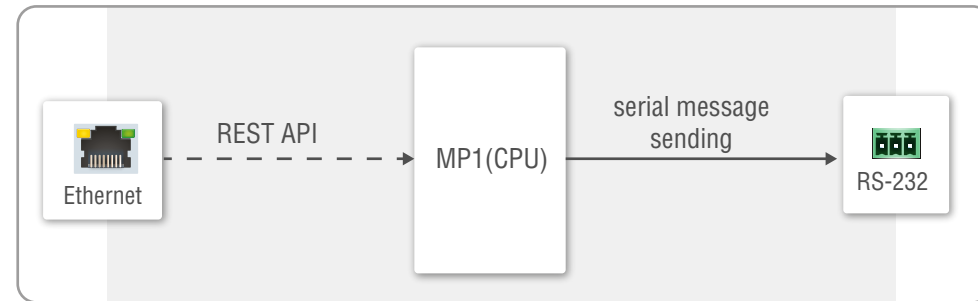 REST API
serial message
sending
MP1(CPU)
Ethernet
RS-232